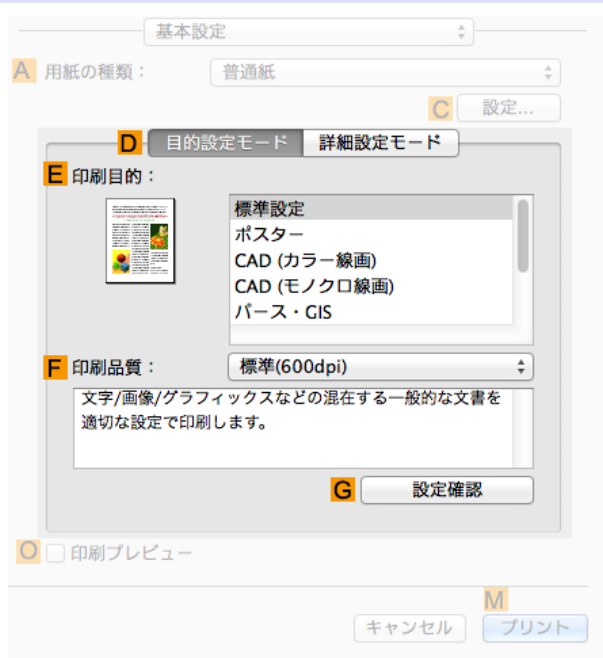 基本設定
A 用紙の種類： 普通紙
C 設定...
D 目的設定モード 詳細設定モード
E 印刷目的：
標準設定
ポスター
CAD (カラー線画)
CAD (モノクロ線画)
パース・GIS
F 印刷品質： 標準(600dpi)
文字/画像/グラフィックスなどの混在する一般的な文書を
適切な設定で印刷します。
G 設定確認
O 印刷プレビュー
M
キャンセル プリント